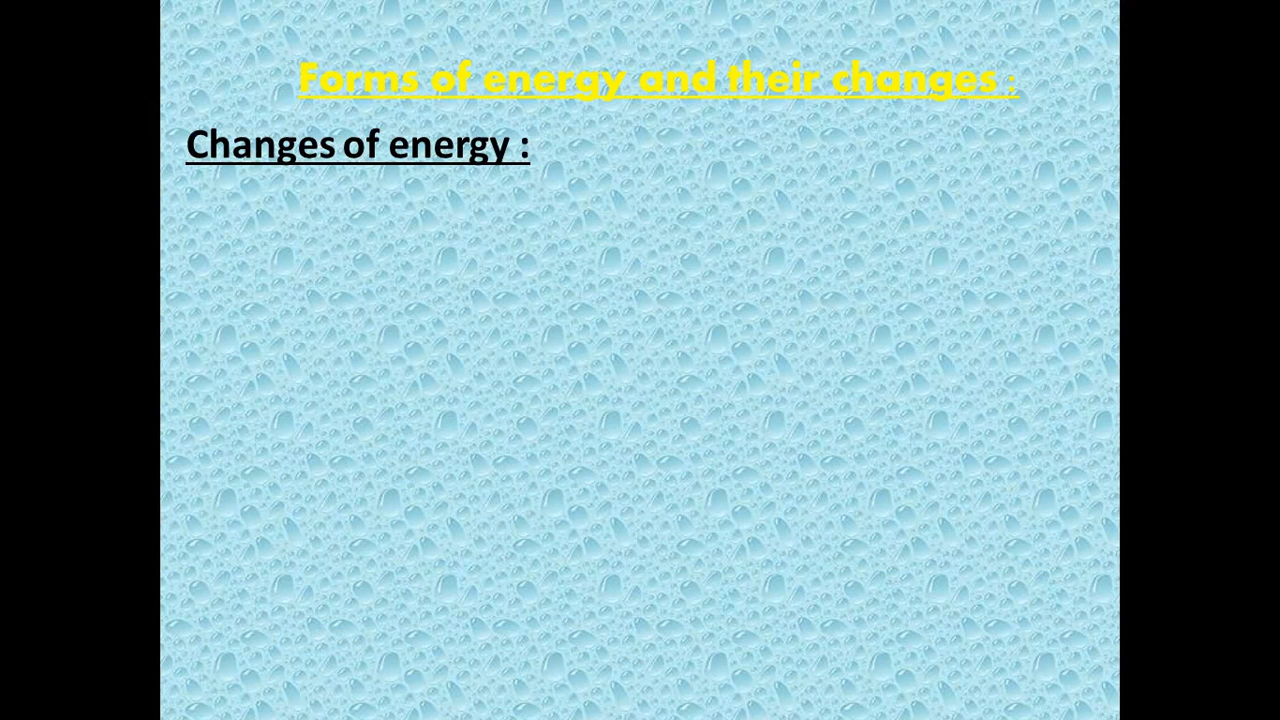 Forms of energy and their changes :
Changes of energy :